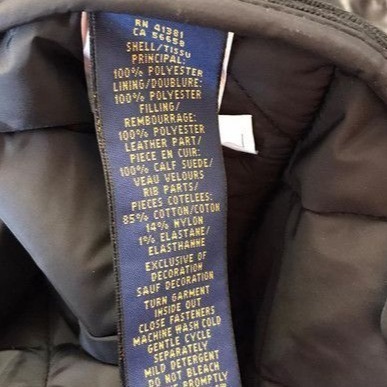 RN 41381
CA 56658
SHELL/TISSU
PRINCIPAL:
100% POLYESTER
LINING/DOUBLURE:
100% POLYESTER
FILLING/
REMBOURRAGE:
100% POLYESTER
LEATHER PART/
PIECE EN CUIR:
100% CALF SUEDE/
VEAU VELOURS
RIB PARTS/
PIECES COTELEES:
85% COTTON/COTON
14% NYLON
1% ELASTANE/
ELASTHANNE
EXCLUSIVE OF
DECORATION
SAUF DECORATION
TURN GARMENT
INSIDE OUT
CLOSE FASTENERS
MACHINE WASH COLD
GENTLE CYCLE
SEPARATELY
MILD DETERGENT
DO NOT BLEACH
PROMPTLY